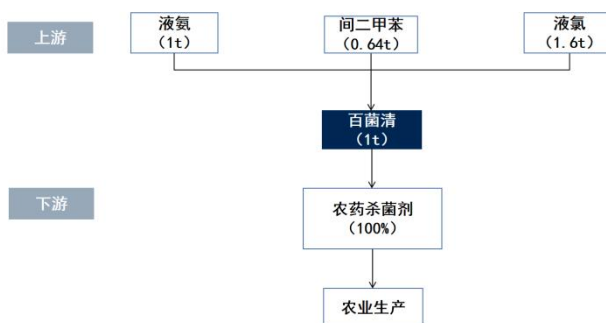 上游
液氨
（1t）
间二甲苯
（0.64t）
液氯
（1.6t）
百菌清
（1t）
下游
农药杀菌剂
（100%）
农业生产